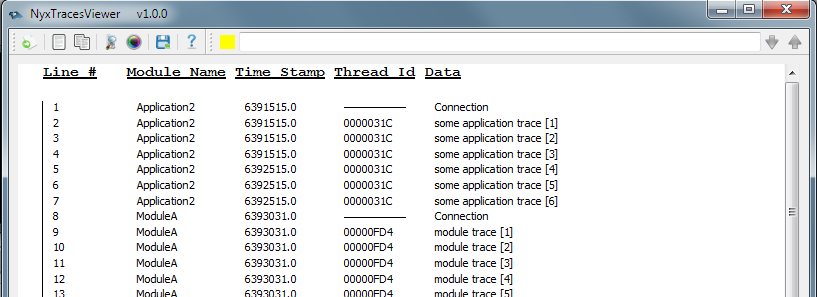 NyxTracesViewer v1.0.0
Line # Module Name Time Stamp Thread Id Data
1 Application2 6391515.0 Connection
2 Application2 6391515.0 0000031C some application trace [1]
3 Application2 6391515.0 0000031C some application trace [2]
4 Application2 6391515.0 0000031C some application trace [3]
5 Application2 6392515.0 0000031C some application trace [4]
6 Application2 6392515.0 0000031C some application trace [5]
7 Application2 6392515.0 0000031C some application trace [6]
8 ModuleA 6393031.0 Connection
9 ModuleA 6393031.0 00000FD4 module trace [1]
10 ModuleA 6393031.0 00000FD4 module trace [2]
11 ModuleA 6393031.0 00000FD4 module trace [3]
12 ModuleA 6393031.0 00000FD4 module trace [4]
13 ModuleA 6393031.0 00000FD4 module trace [5]